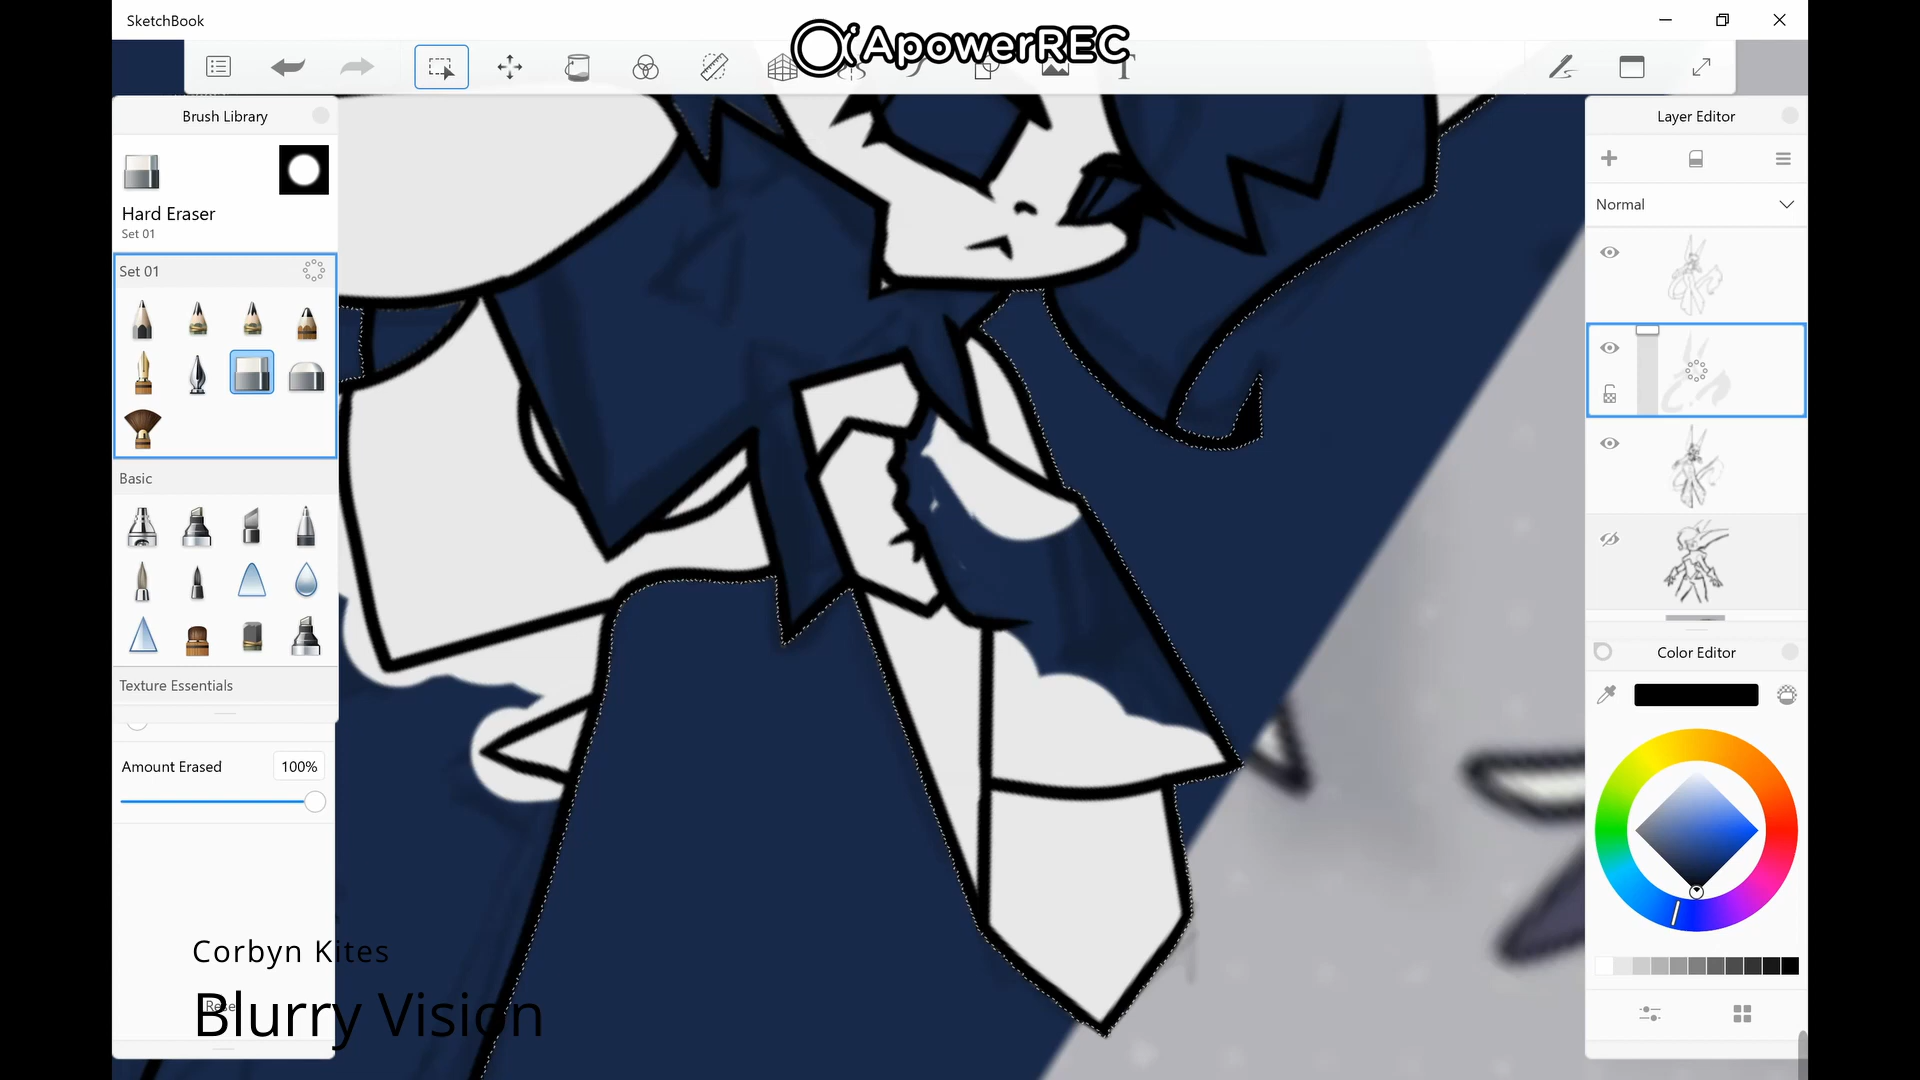 SketchBook
ApowerREC
T
Brush Library
Hard Eraser
Set 01
Set 01
Basic
Texture Essentials
Amount Erased 100%
Corbyn Kites
Blurry Vision
Layer Editor
Normal
Color Editor